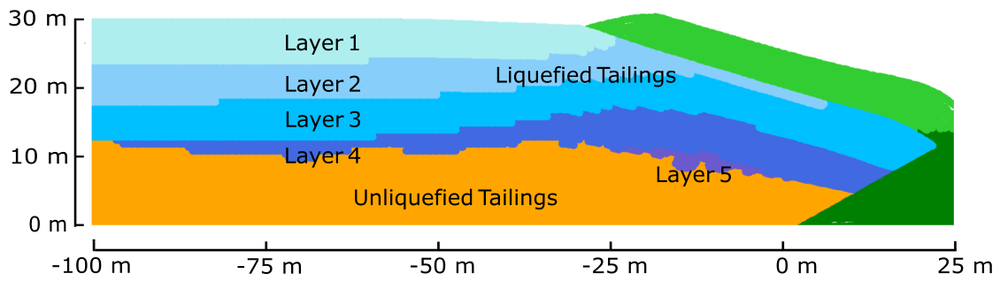 30 m
Layer 1
Liquefied Tailings
20 m
Layer 2
Layer 3
10 m
Layer 4
Layer 5
Unliquefied Tailings
0 m
-100 m -75 m -50 m -25 m 0 m 25 m